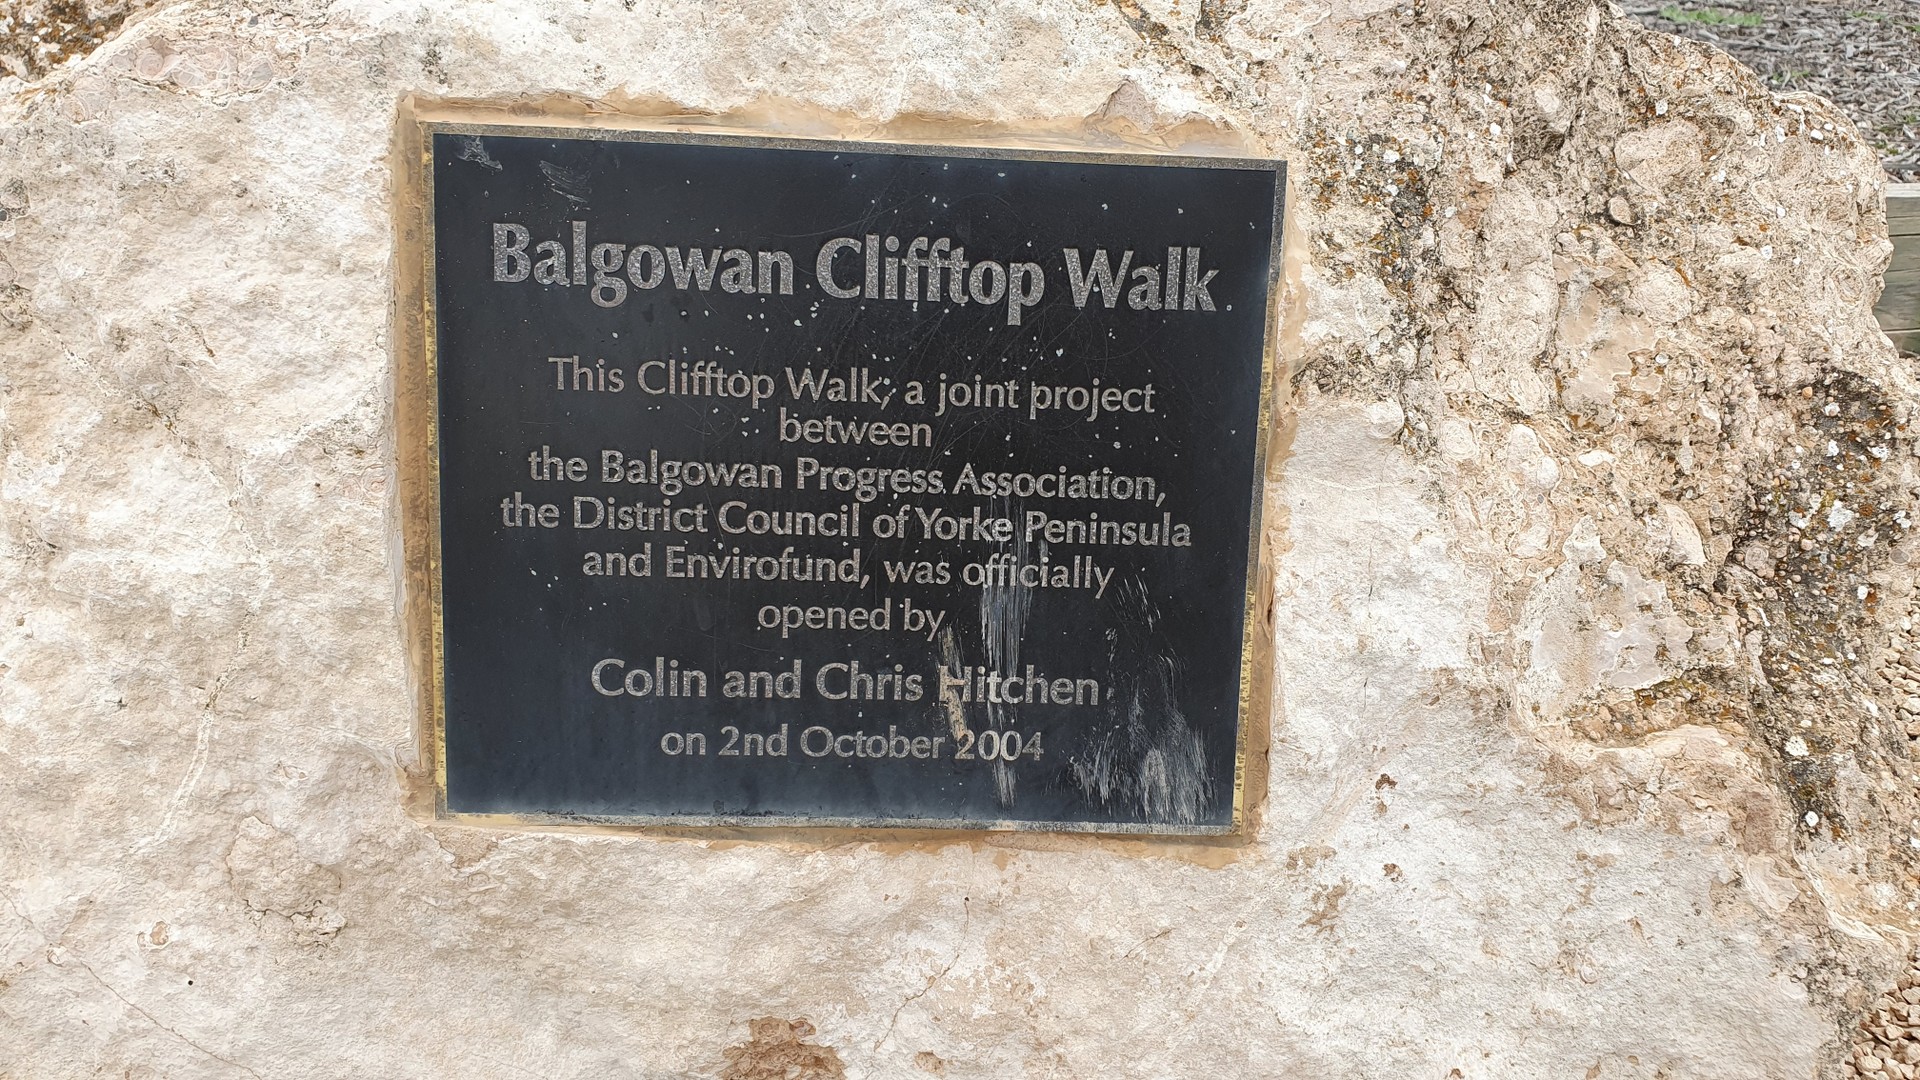 Balgowan Clifftop Walk
This Clifftop Walk, a joint project
between
the Balgowan Progress Association,
the District Council of Yorke Peninsula
and Envirofund, was officially
opened by
Colin and Chris Hitchen
on 2nd October 2004